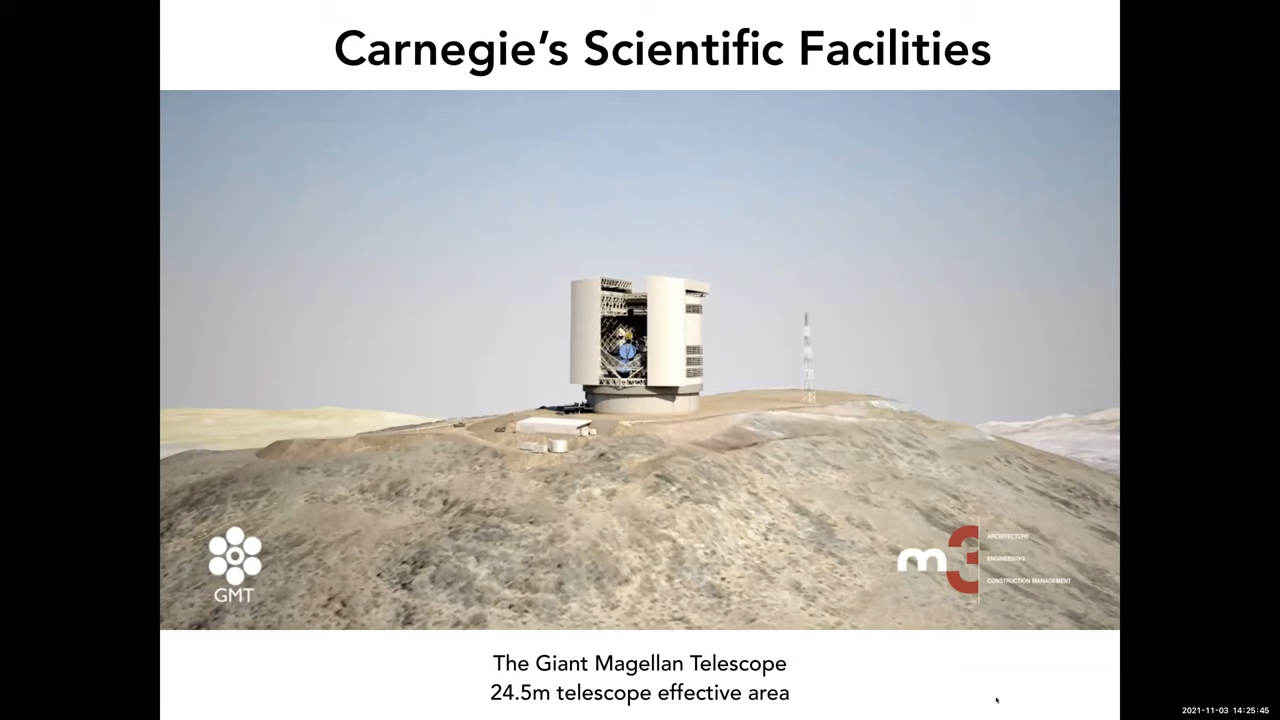 Carnegie's Scientific Facilities
GMT
m3
ARCHITECTURE
ENGINEERING
CONSTRUCTION MANAGEMENT
The Giant Magellan Telescope
24.5m telescope effective area
2021-11-03 14:25:45